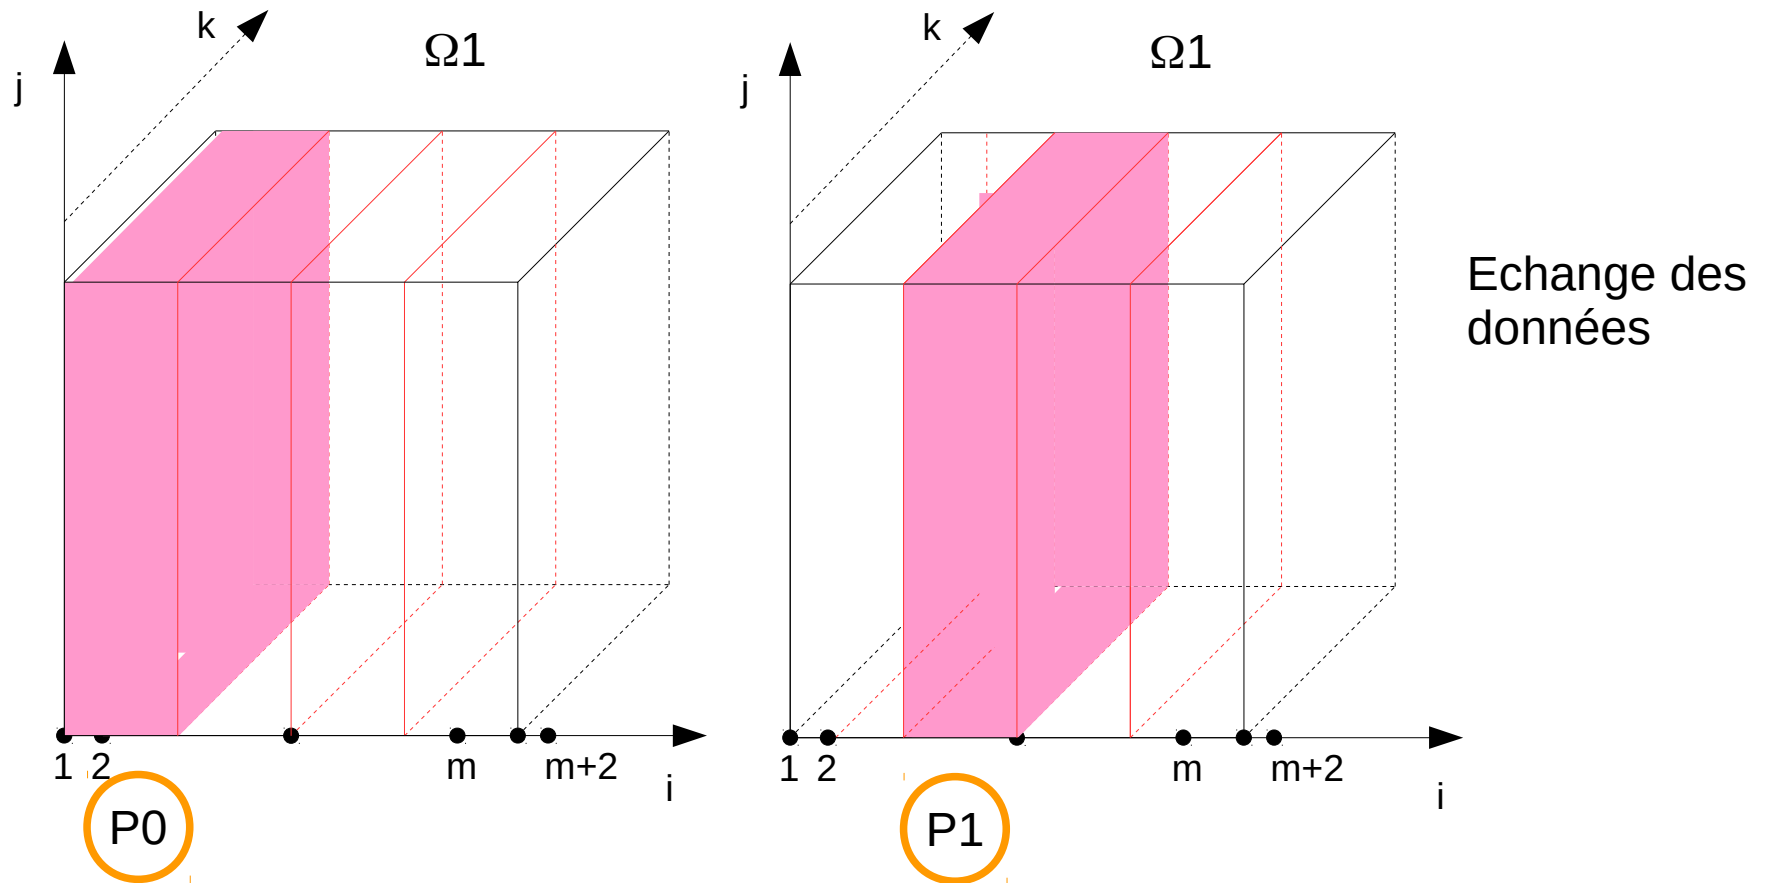 k
Ω1
j
1 2 m m+2
i
P0
k
Ω1
j
1 2 m m+2
i
P1
Echange des
données